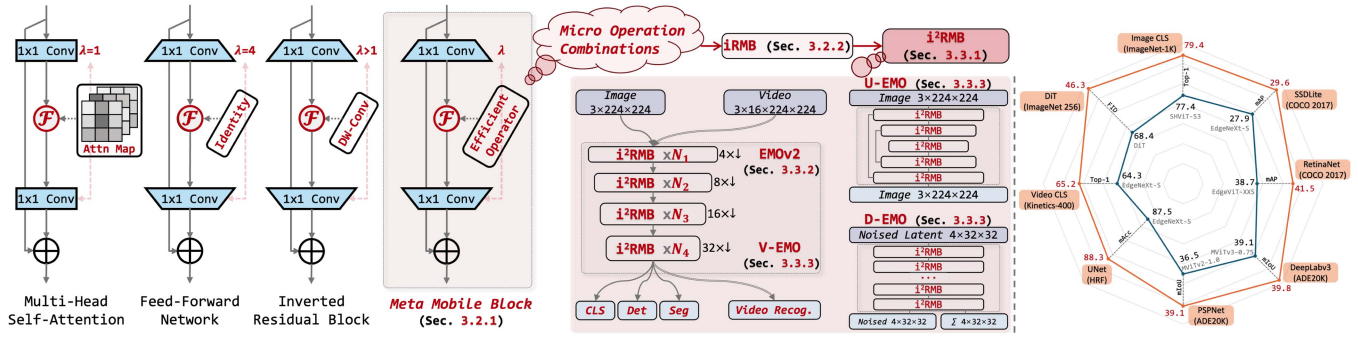 1x1 Conv
λ=1
ℱ
Attn Map
1x1 Conv
Multi-Head
Self-Attention
1x1 Conv
λ=4
ℱ
Identity
1x1 Conv
Feed-Forward
Network
1x1 Conv
λ>1
ℱ
DW-Conv
1x1 Conv
Inverted
Residual Block
1x1 Conv
λ
ℱ
Efficient
Operator
1x1 Conv
Meta Mobile Block
(Sec. 3.2.1)
Micro Operation
Combinations
iRMB (Sec. 3.2.2)
i²RMB
(Sec. 3.3.1)
Image
3×224×224
Video
3×16×224×224
i²RMB xN₁
4×↓
EMOv2
(Sec. 3.3.2)
i²RMB xN₂
8×↓
i²RMB xN₃
16×↓
i²RMB xN₄
32×↓
V-EMO
(Sec. 3.3.3)
CLS
Det
Seg
Video Recog.
U-EMO (Sec. 3.3.3)
Image 3×224×224
i²RMB
i²RMB
i²RMB
i²RMB
i²RMB
Image 3×224×224
D-EMO (Sec. 3.3.3)
Noised Latent 4×32×32
i²RMB
i²RMB
i²RMB
...
i²RMB
i²RMB
Noised 4×32×32
Σ 4×32×32
Image CLS
(ImageNet-1K)
79.4
Top-1
77.4
SHViT-S3
29.6
SSDLite
(COCO 2017)
mAP
27.9
EdgeNeXt-S
RetinaNet
(COCO 2017)
41.5
mAP
38.7
EdgeViT-XXS
DeepLabv3
(ADE20K)
39.8
mIoU
39.1
MViTv3-0.75
PSPNet
(ADE20K)
39.1
mIoU
36.5
MViTv2-1.0
UNet
(HRF)
88.3
mAcc
87.5
EdgeNeXt-S
Video CLS
(Kinetics-400)
65.2
Top-1
64.3
EdgeNeXt-S
DiT
(ImageNet 256)
46.3
FID
68.4
DiT